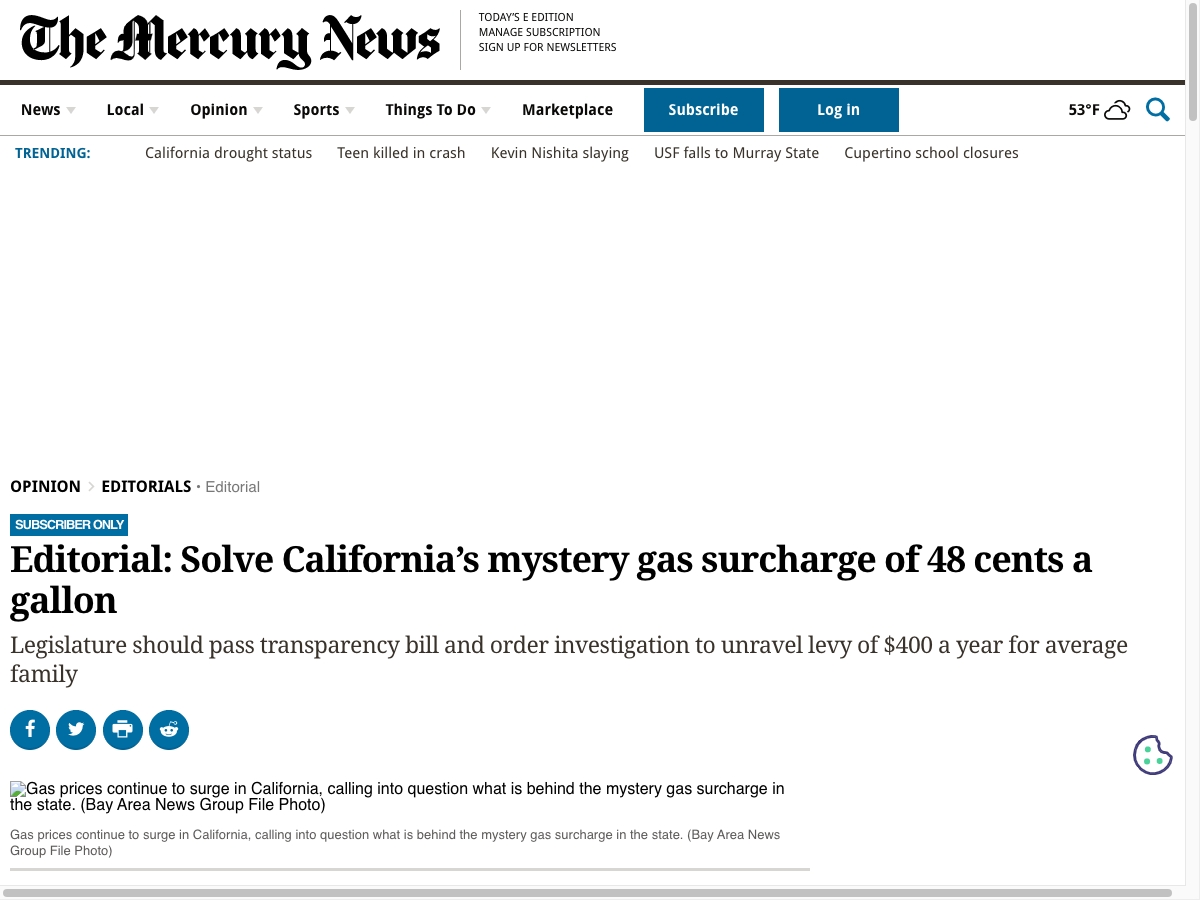 The Mercury News
TODAY'S E EDITION
MANAGE SUBSCRIPTION
SIGN UP FOR NEWSLETTERS
News Local Opinion Sports Things To Do Marketplace Subscribe Log in 53°F
TRENDING: California drought status Teen killed in crash Kevin Nishita slaying USF falls to Murray State Cupertino school closures
OPINION EDITORIALS • Editorial
SUBSCRIBER ONLY
Editorial: Solve California’s mystery gas surcharge of 48 cents a
gallon
Legislature should pass transparency bill and order investigation to unravel levy of $400 a year for average
family
Gas prices continue to surge in California, calling into question what is behind the mystery gas surcharge in
the state. (Bay Area News Group File Photo)
Gas prices continue to surge in California, calling into question what is behind the mystery gas surcharge in the state. (Bay Area News
Group File Photo)